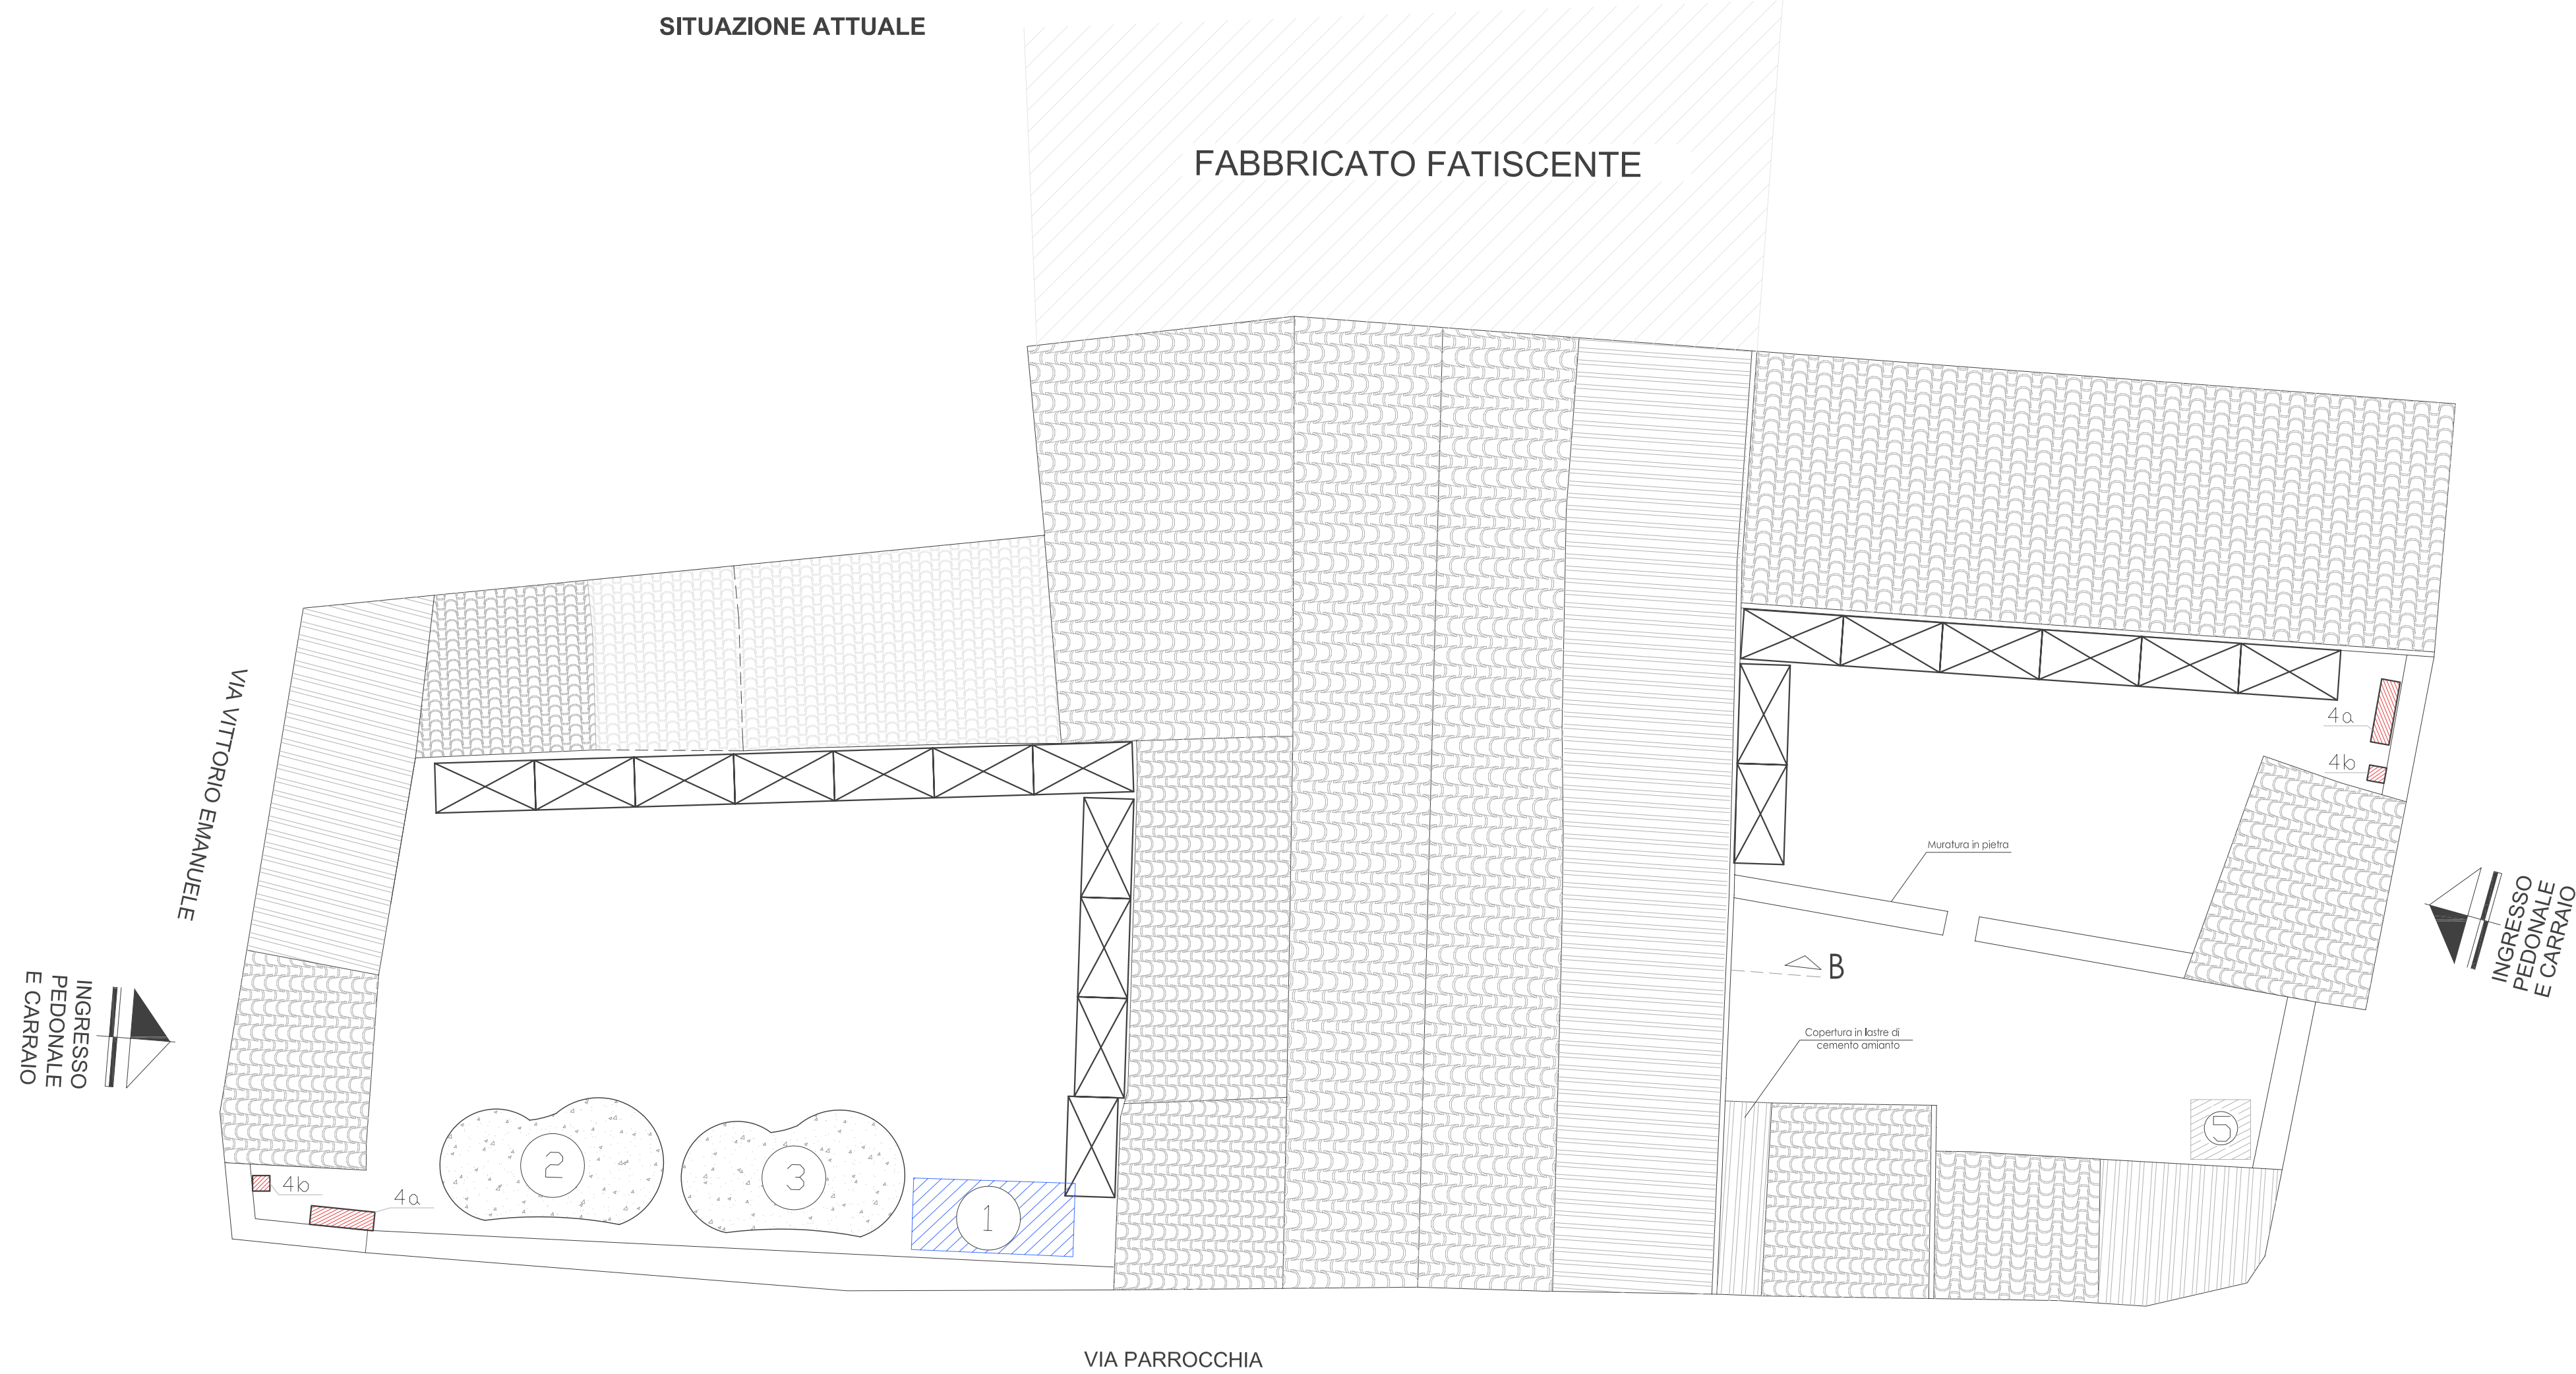 SITUAZIONE ATTUALE
FABBRICATO FATISCENTE
VIA VITTORIO EMANUELE
INGRESSO
PEDONALE
E CARRAIO
4a
4b
Muratura in pietra
INGRESSO
PEDONALE
E CARRAIO
B
Copertura in lastre di
cemento amianto
5
2
3
1
4b
4a
VIA PARROCCHIA